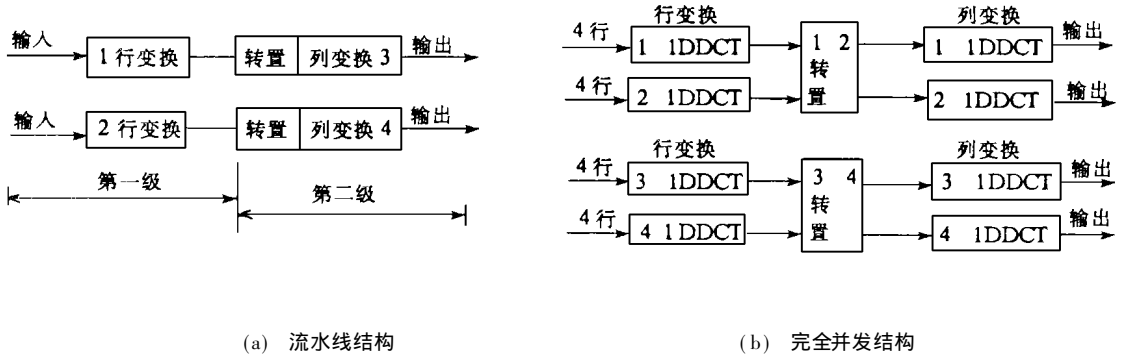 输入 1 行变换 转置 列变换 3 输出
输入 2 行变换 转置 列变换 4 输出
第一级 第二级
(a) 流水线结构
行变换 列变换
4 行 1 1DDCT 1 2 1 1DDCT 输出
转
4 行 2 1DDCT 置 2 1DDCT 输出
行变换 列变换
4 行 3 1DDCT 3 4 3 1DDCT 输出
转
4 行 4 1DDCT 置 4 1DDCT 输出
(b) 完全并发结构